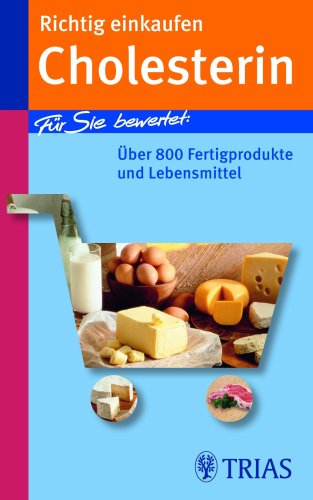 Richtig einkaufen
Cholesterin
Für Sie bewertet:
Über 800 Fertigprodukte
und Lebensmittel
TRIAS